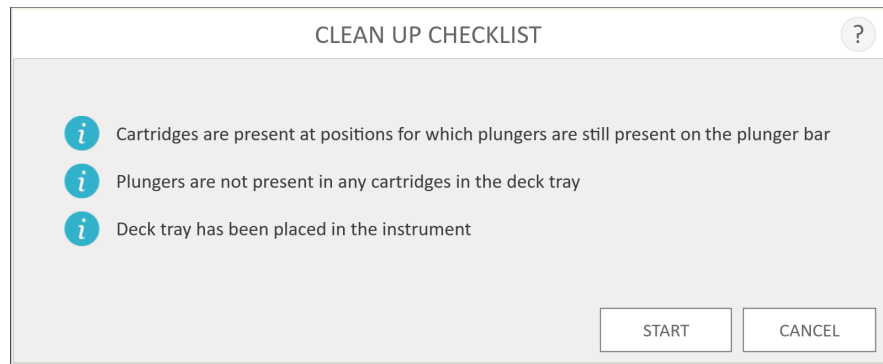 CLEAN UP CHECKLIST
?
i Cartridges are present at positions for which plungers are still present on the plunger bar
i Plungers are not present in any cartridges in the deck tray
i Deck tray has been placed in the instrument
START CANCEL